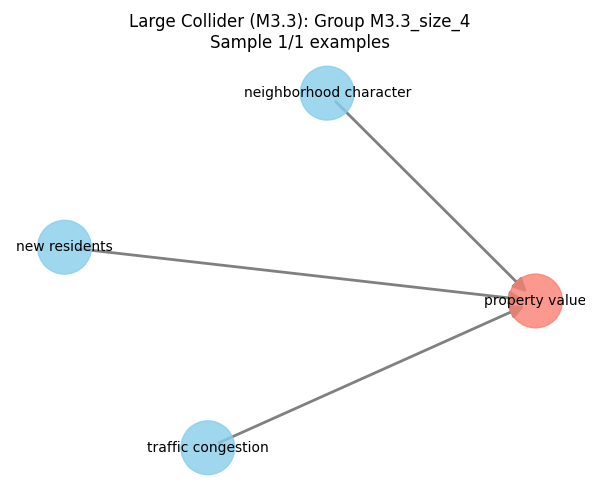 Large Collider (M3.3): Group M3.3_size_4
Sample 1/1 examples
neighborhood character
new residents
property value
traffic congestion